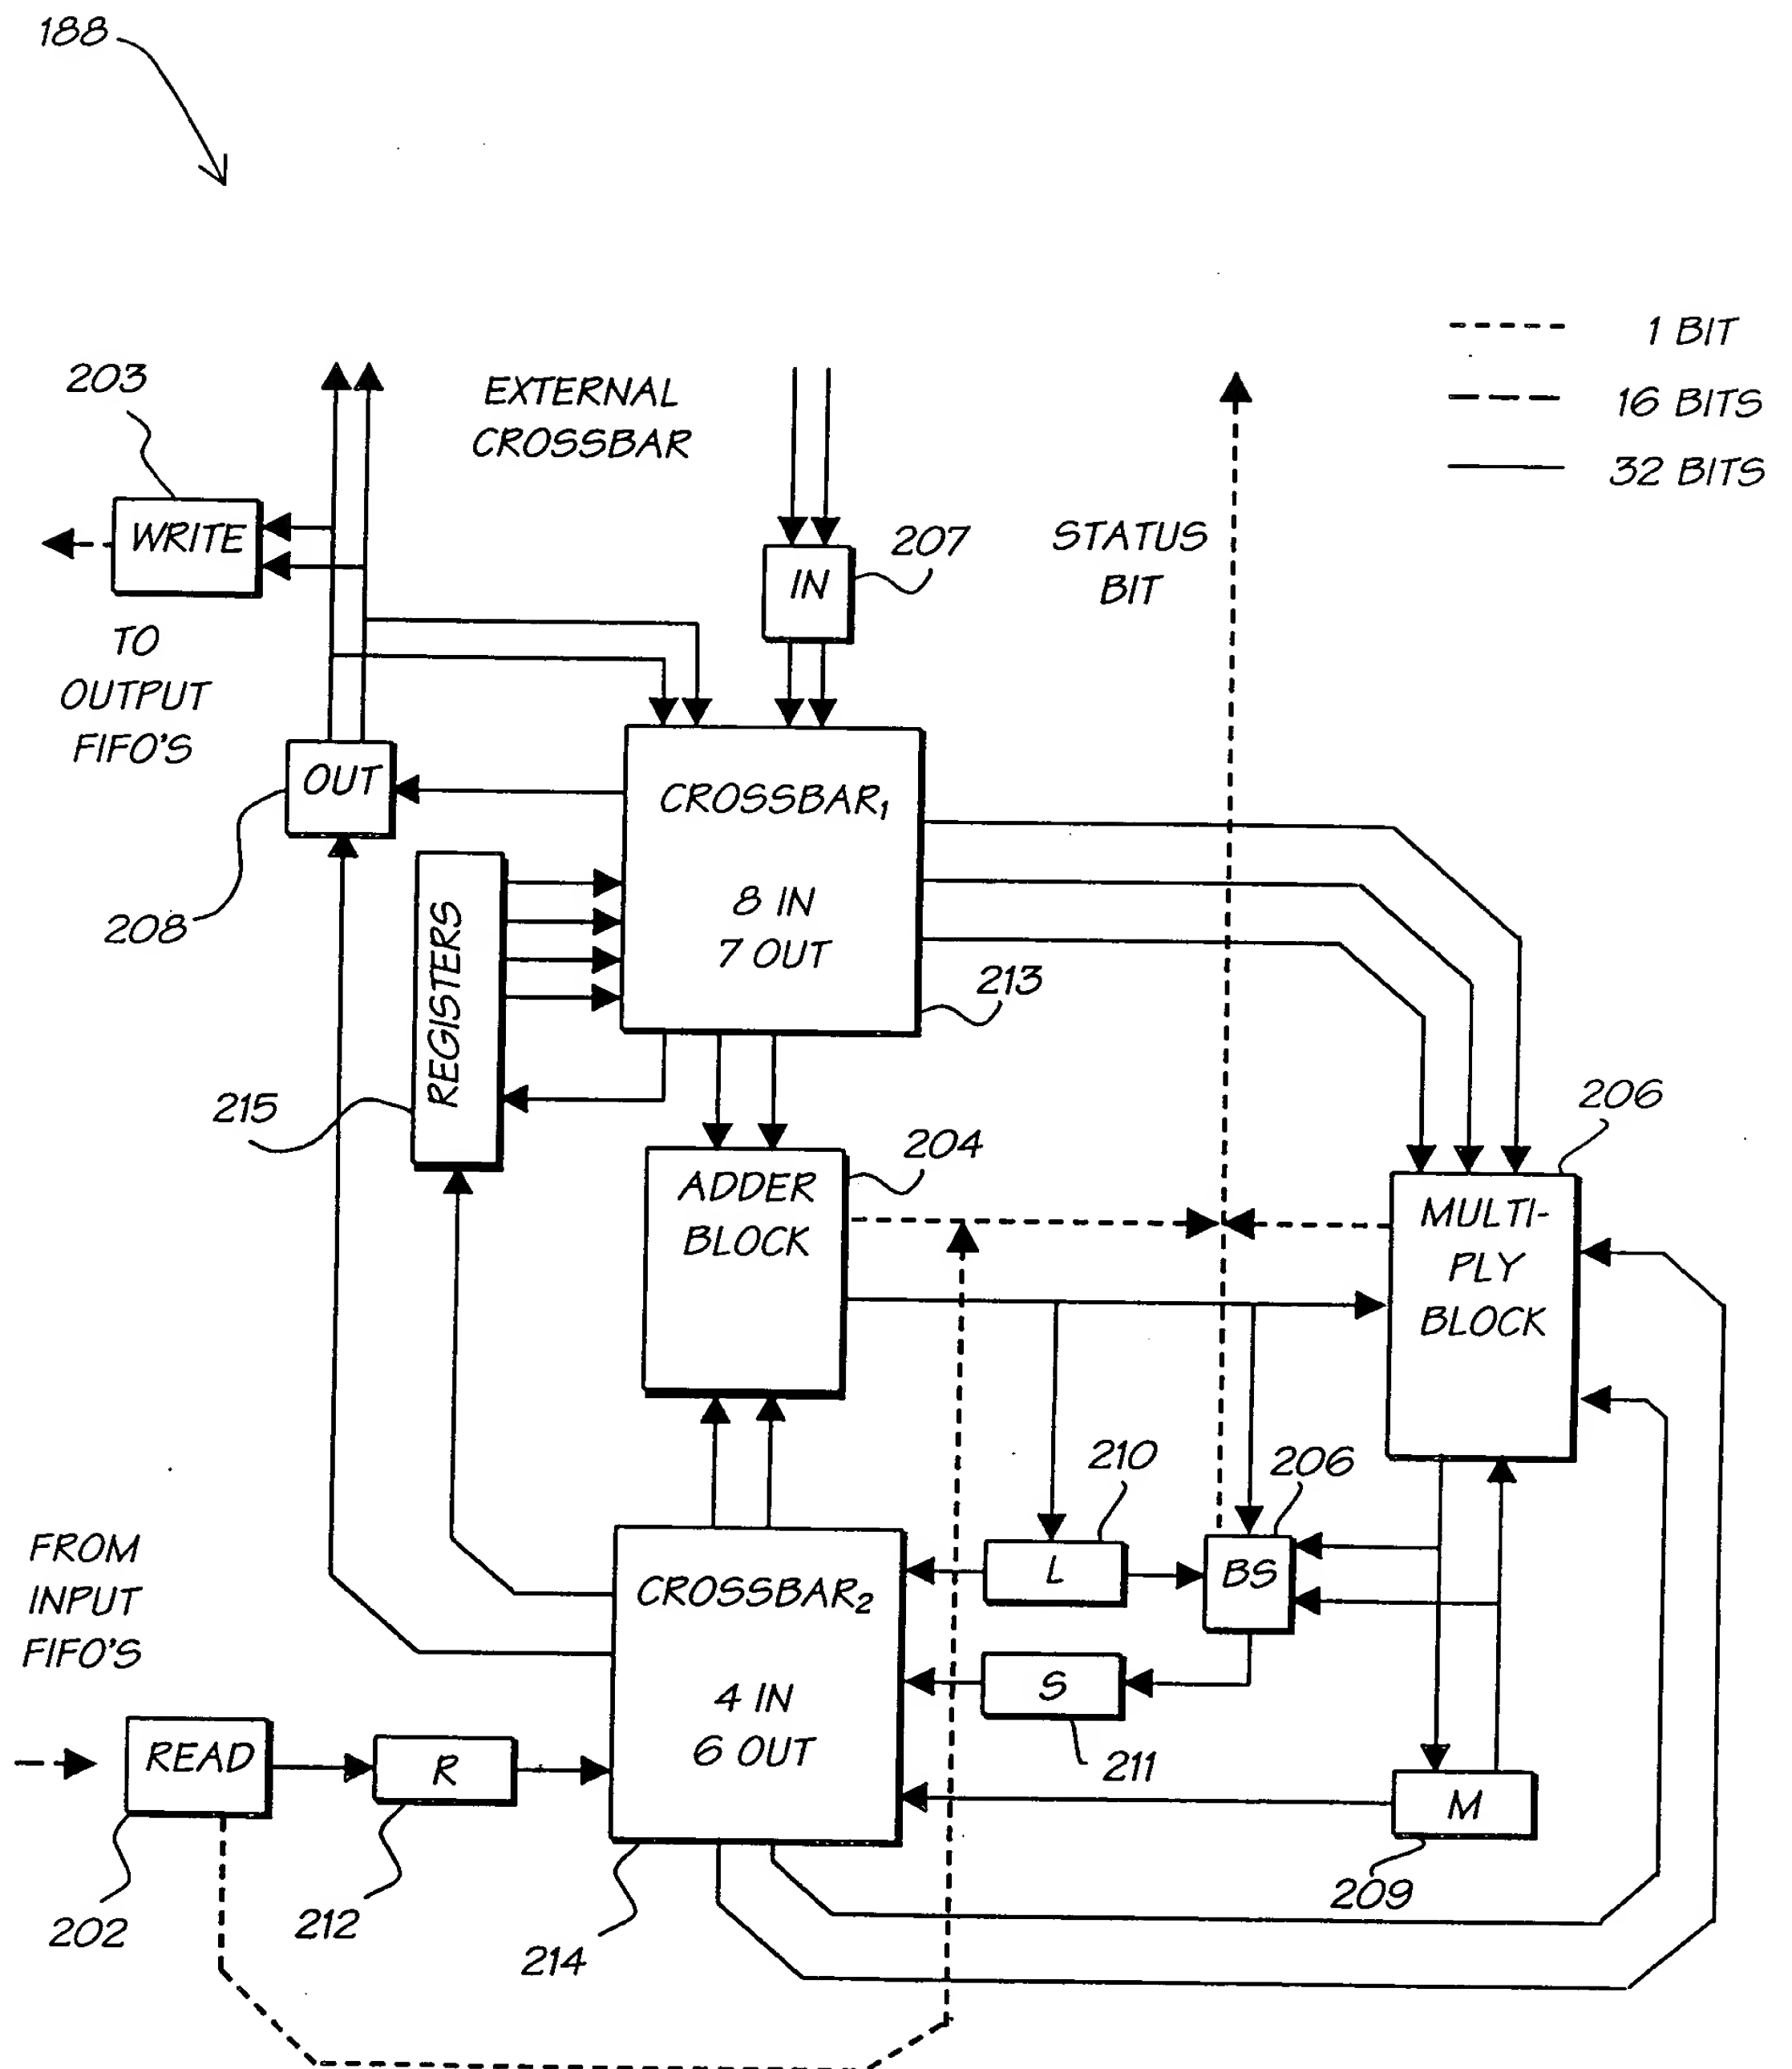 188
1 BIT
16 BITS
32 BITS
203
EXTERNAL
CROSSBAR
WRITE
207
IN
STATUS
BIT
TO
OUTPUT
FIFO'S
OUT
208
CROSSBAR₁
8 IN
7 OUT
213
REGISTERS
215
204
ADDER
BLOCK
206
MULTI-
PLY
BLOCK
210
206
L
BS
FROM
INPUT
FIFO'S
CROSSBAR₂
4 IN
6 OUT
S
211
READ
R
M
209
202
212
214